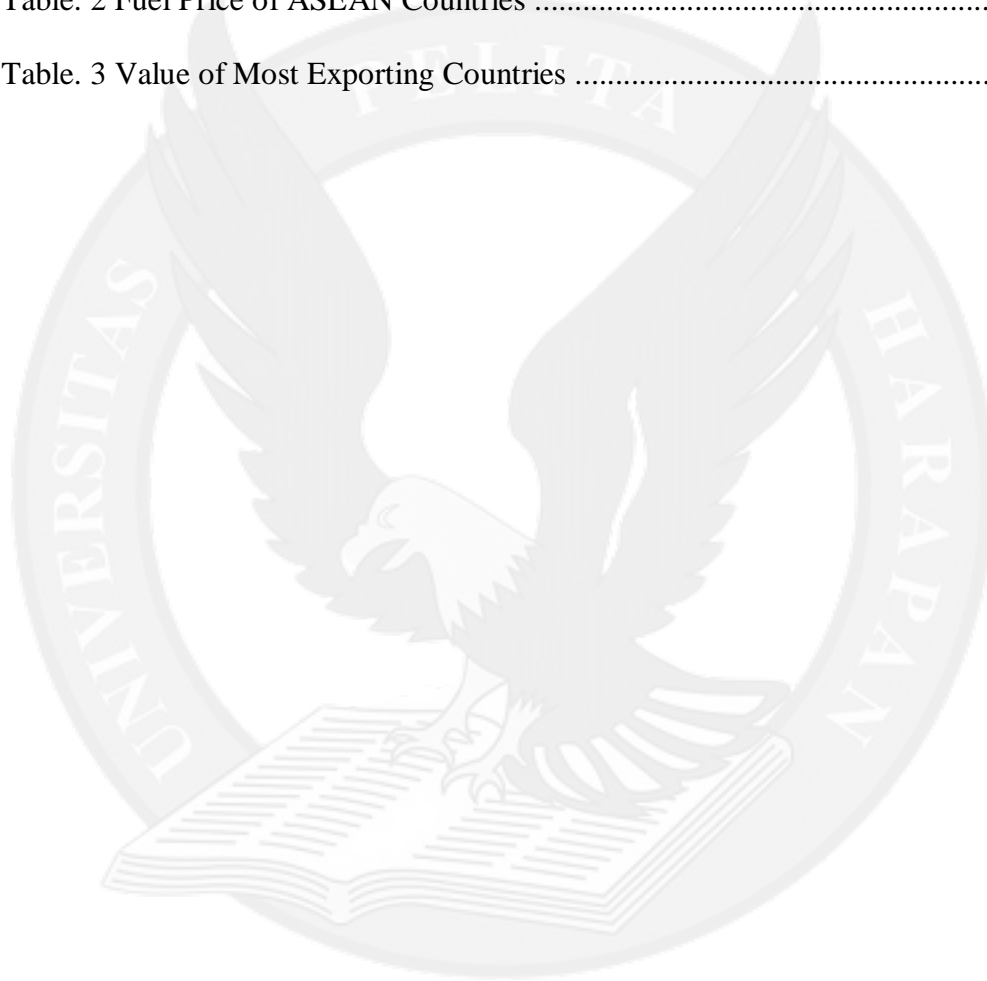 Table. 2 Fuel Price of ASEAN Countries ..........................................................
Table. 3 Value of Most Exporting Countries .....................................................
UNIVERSITAS PELITA HARAPAN